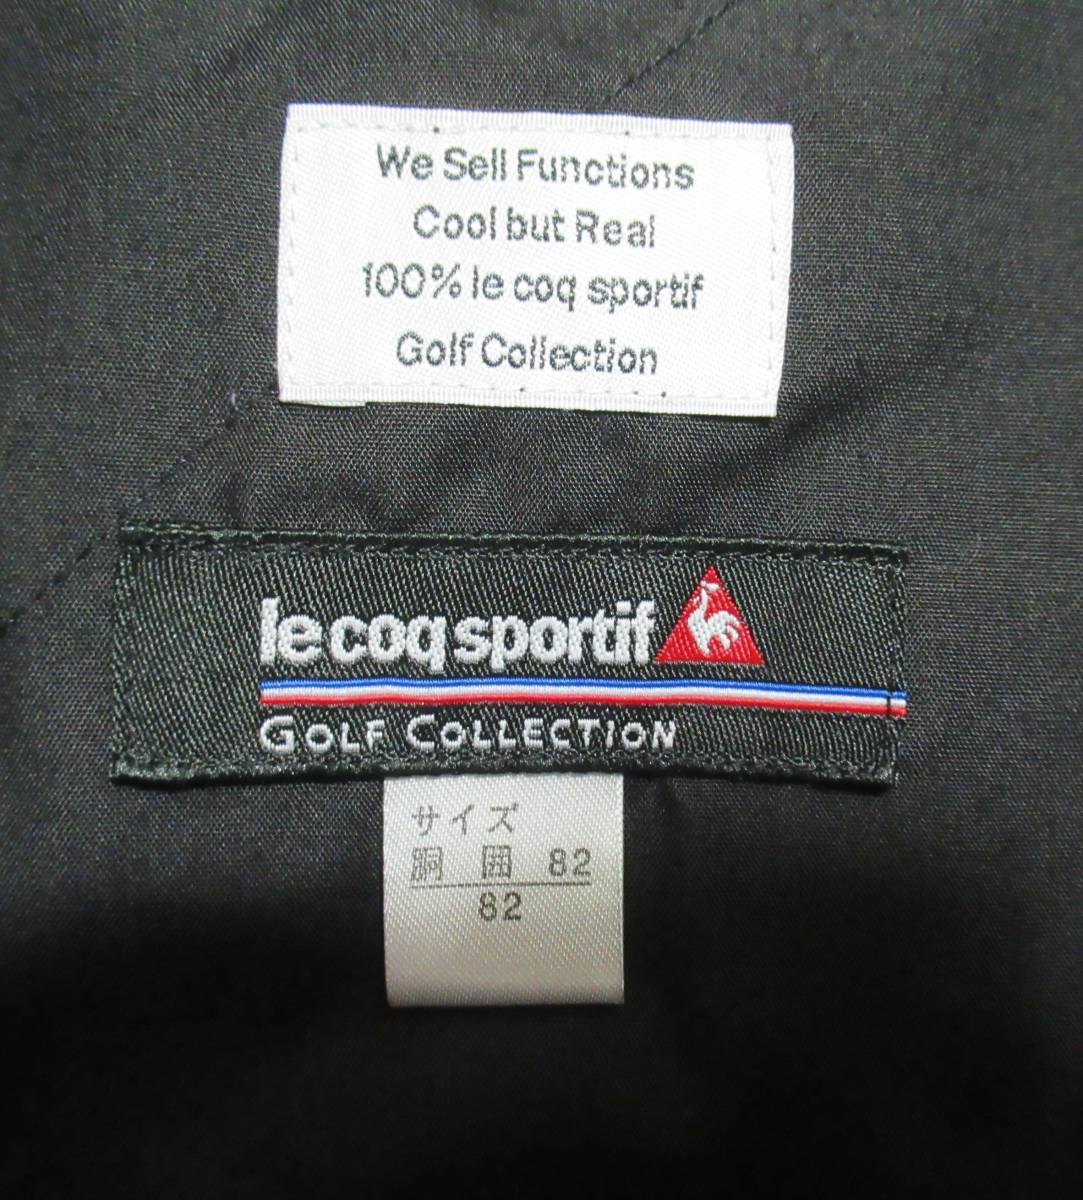 We Sell Functions
Cool but Real
100% le coq sportif
Golf Collection
le coq sportif
GOLF COLLECTION
サイズ
胴 囲 82
82